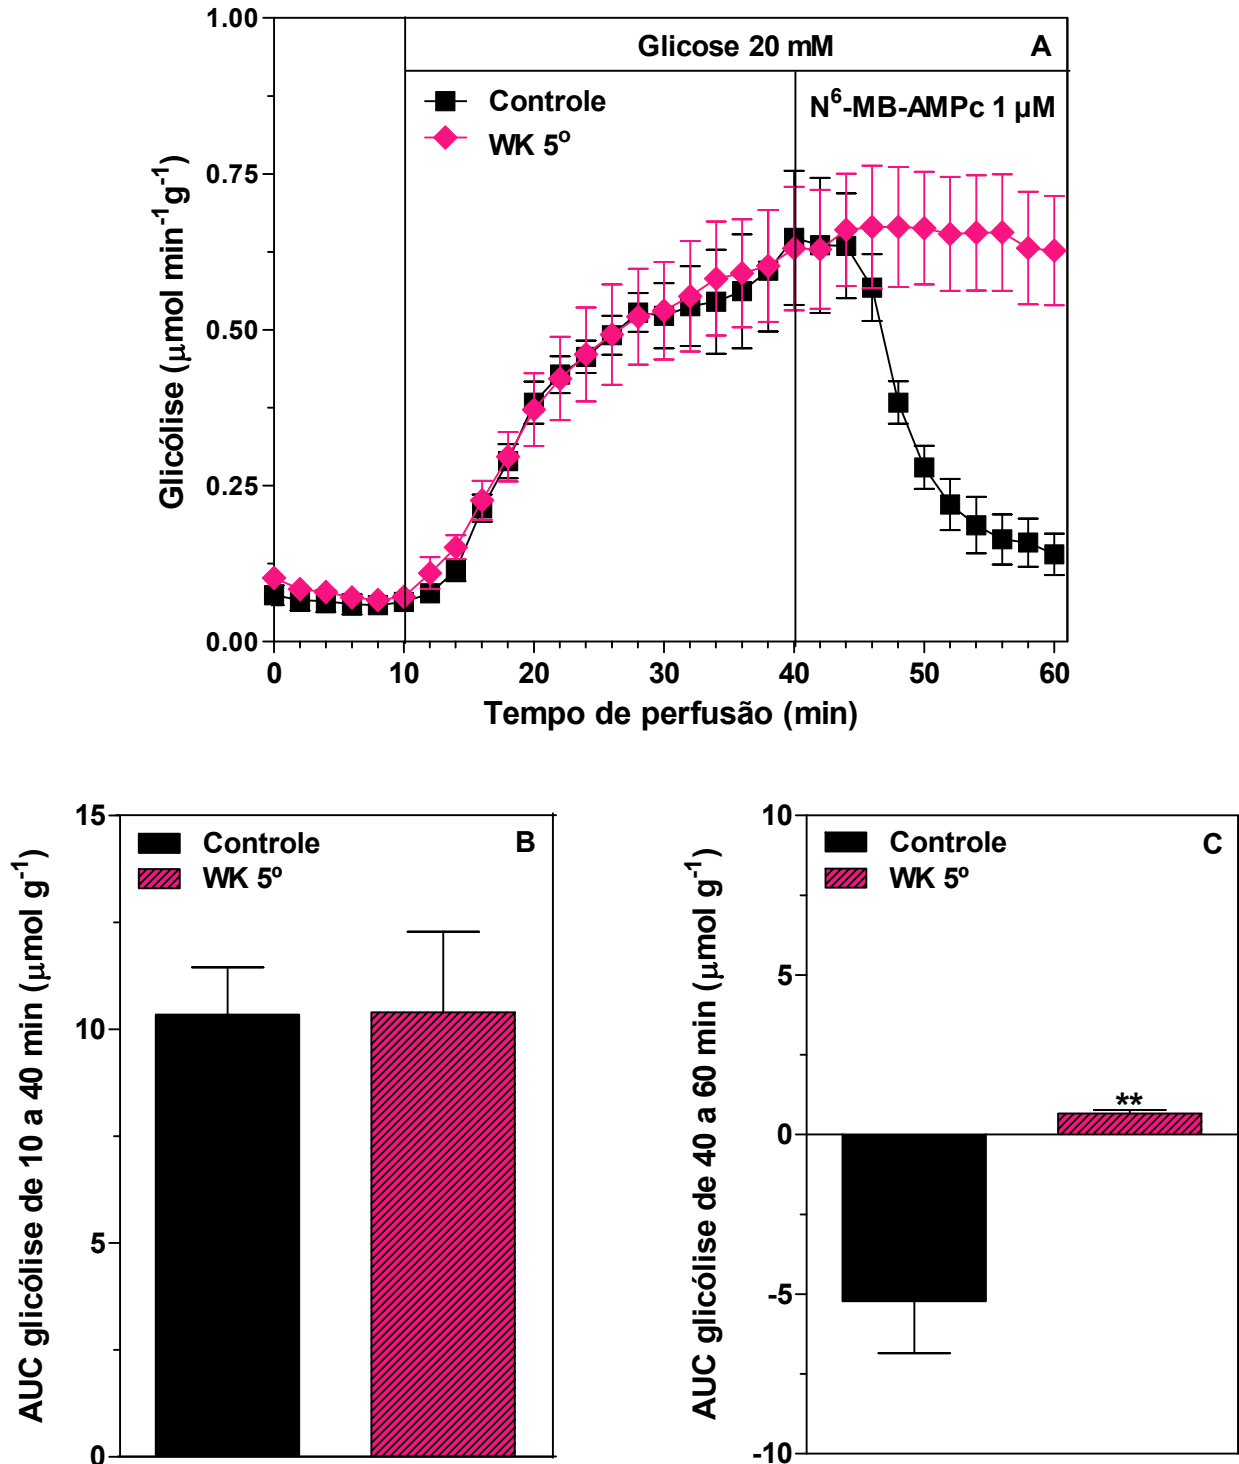 1.00
Glicose 20 mM
A
Controle
WK 5º
N⁶-MB-AMPc 1 µM
0.75
0.50
0.25
0.00
Glicólise (µmol min⁻¹g⁻¹)
0 10 20 30 40 50 60
Tempo de perfusão (min)
15
Controle
WK 5º
B
10
5
0
AUC glicólise de 10 a 40 min (µmol g⁻¹)
10
Controle
WK 5º
C
5
**
0
-5
-10
AUC glicólise de 40 a 60 min (µmol g⁻¹)